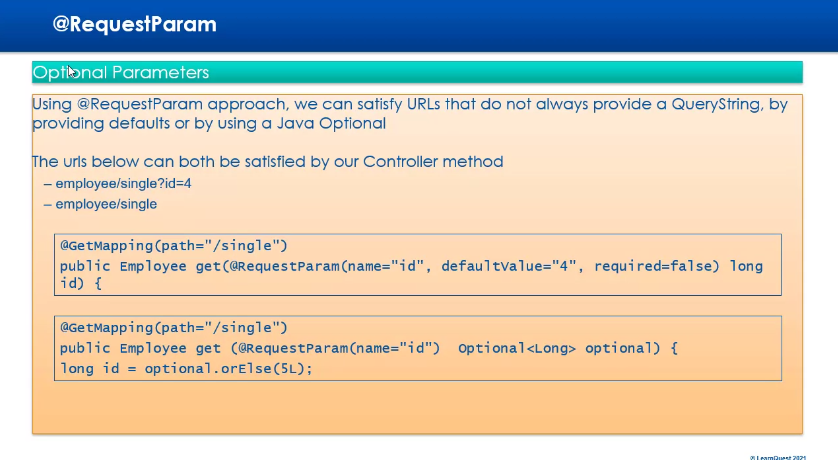 @RequestParam
Optional Parameters
Using @RequestParam approach, we can satisfy URLs that do not always provide a QueryString, by
providing defaults or by using a Java Optional
The urls below can both be satisfied by our Controller method
– employee/single?id=4
– employee/single
@GetMapping(path="/single")
public Employee get(@RequestParam(name="id", defaultValue="4", required=false) long
id) {
@GetMapping(path="/single")
public Employee get (@RequestParam(name="id")  Optional<Long> optional) {
long id = optional.orElse(5L);
© LearnQuest 2021